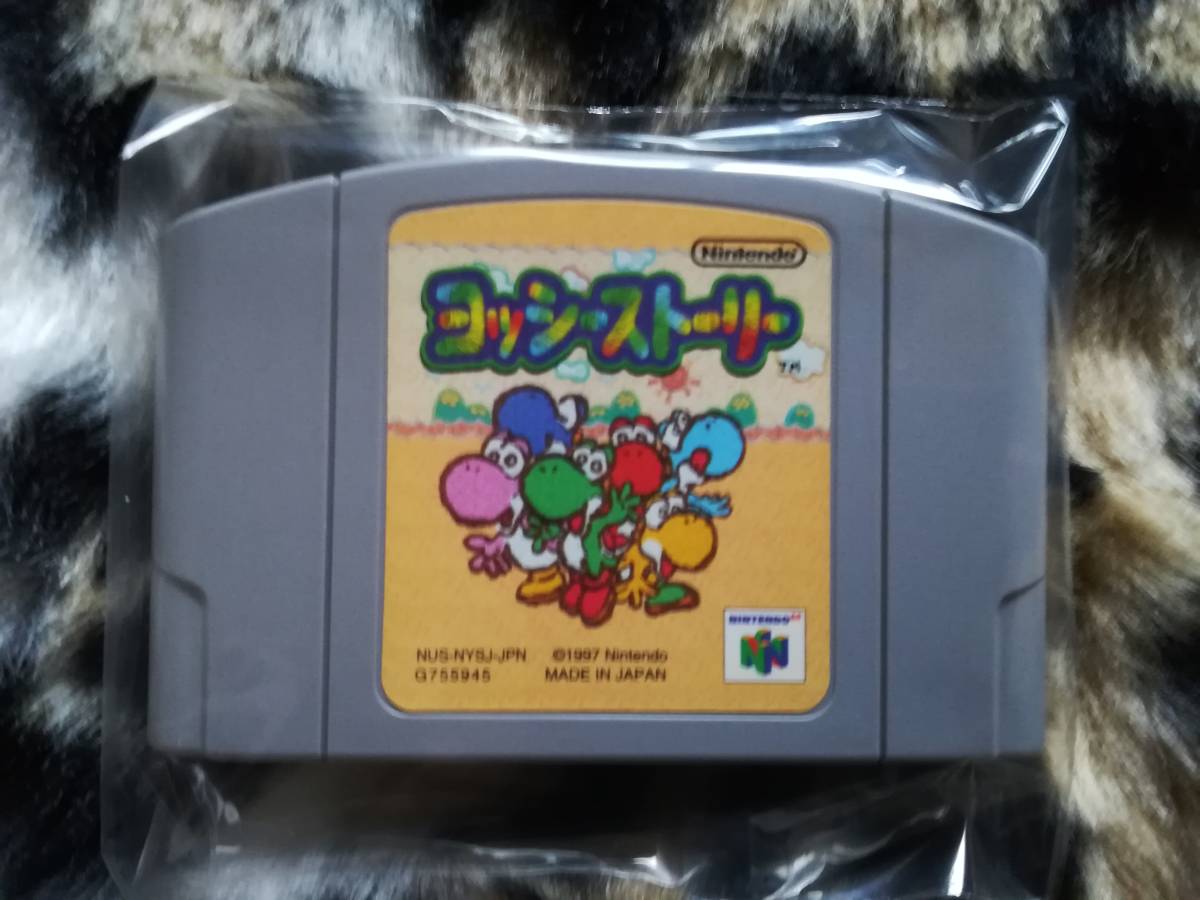 Nintendo
ヨッシーストーリー
TM
NUS-NYSJ-JPN ©1997 Nintendo
G755945 MADE IN JAPAN
NINTENDO64